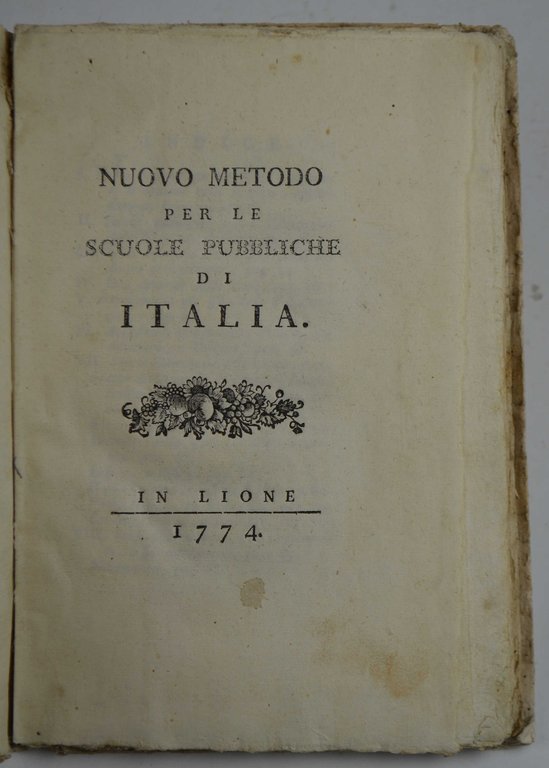 NUOVO METODO
PER LE
SCUOLE PUBBLICHE
DI
ITALIA.
IN LIONE
1774.